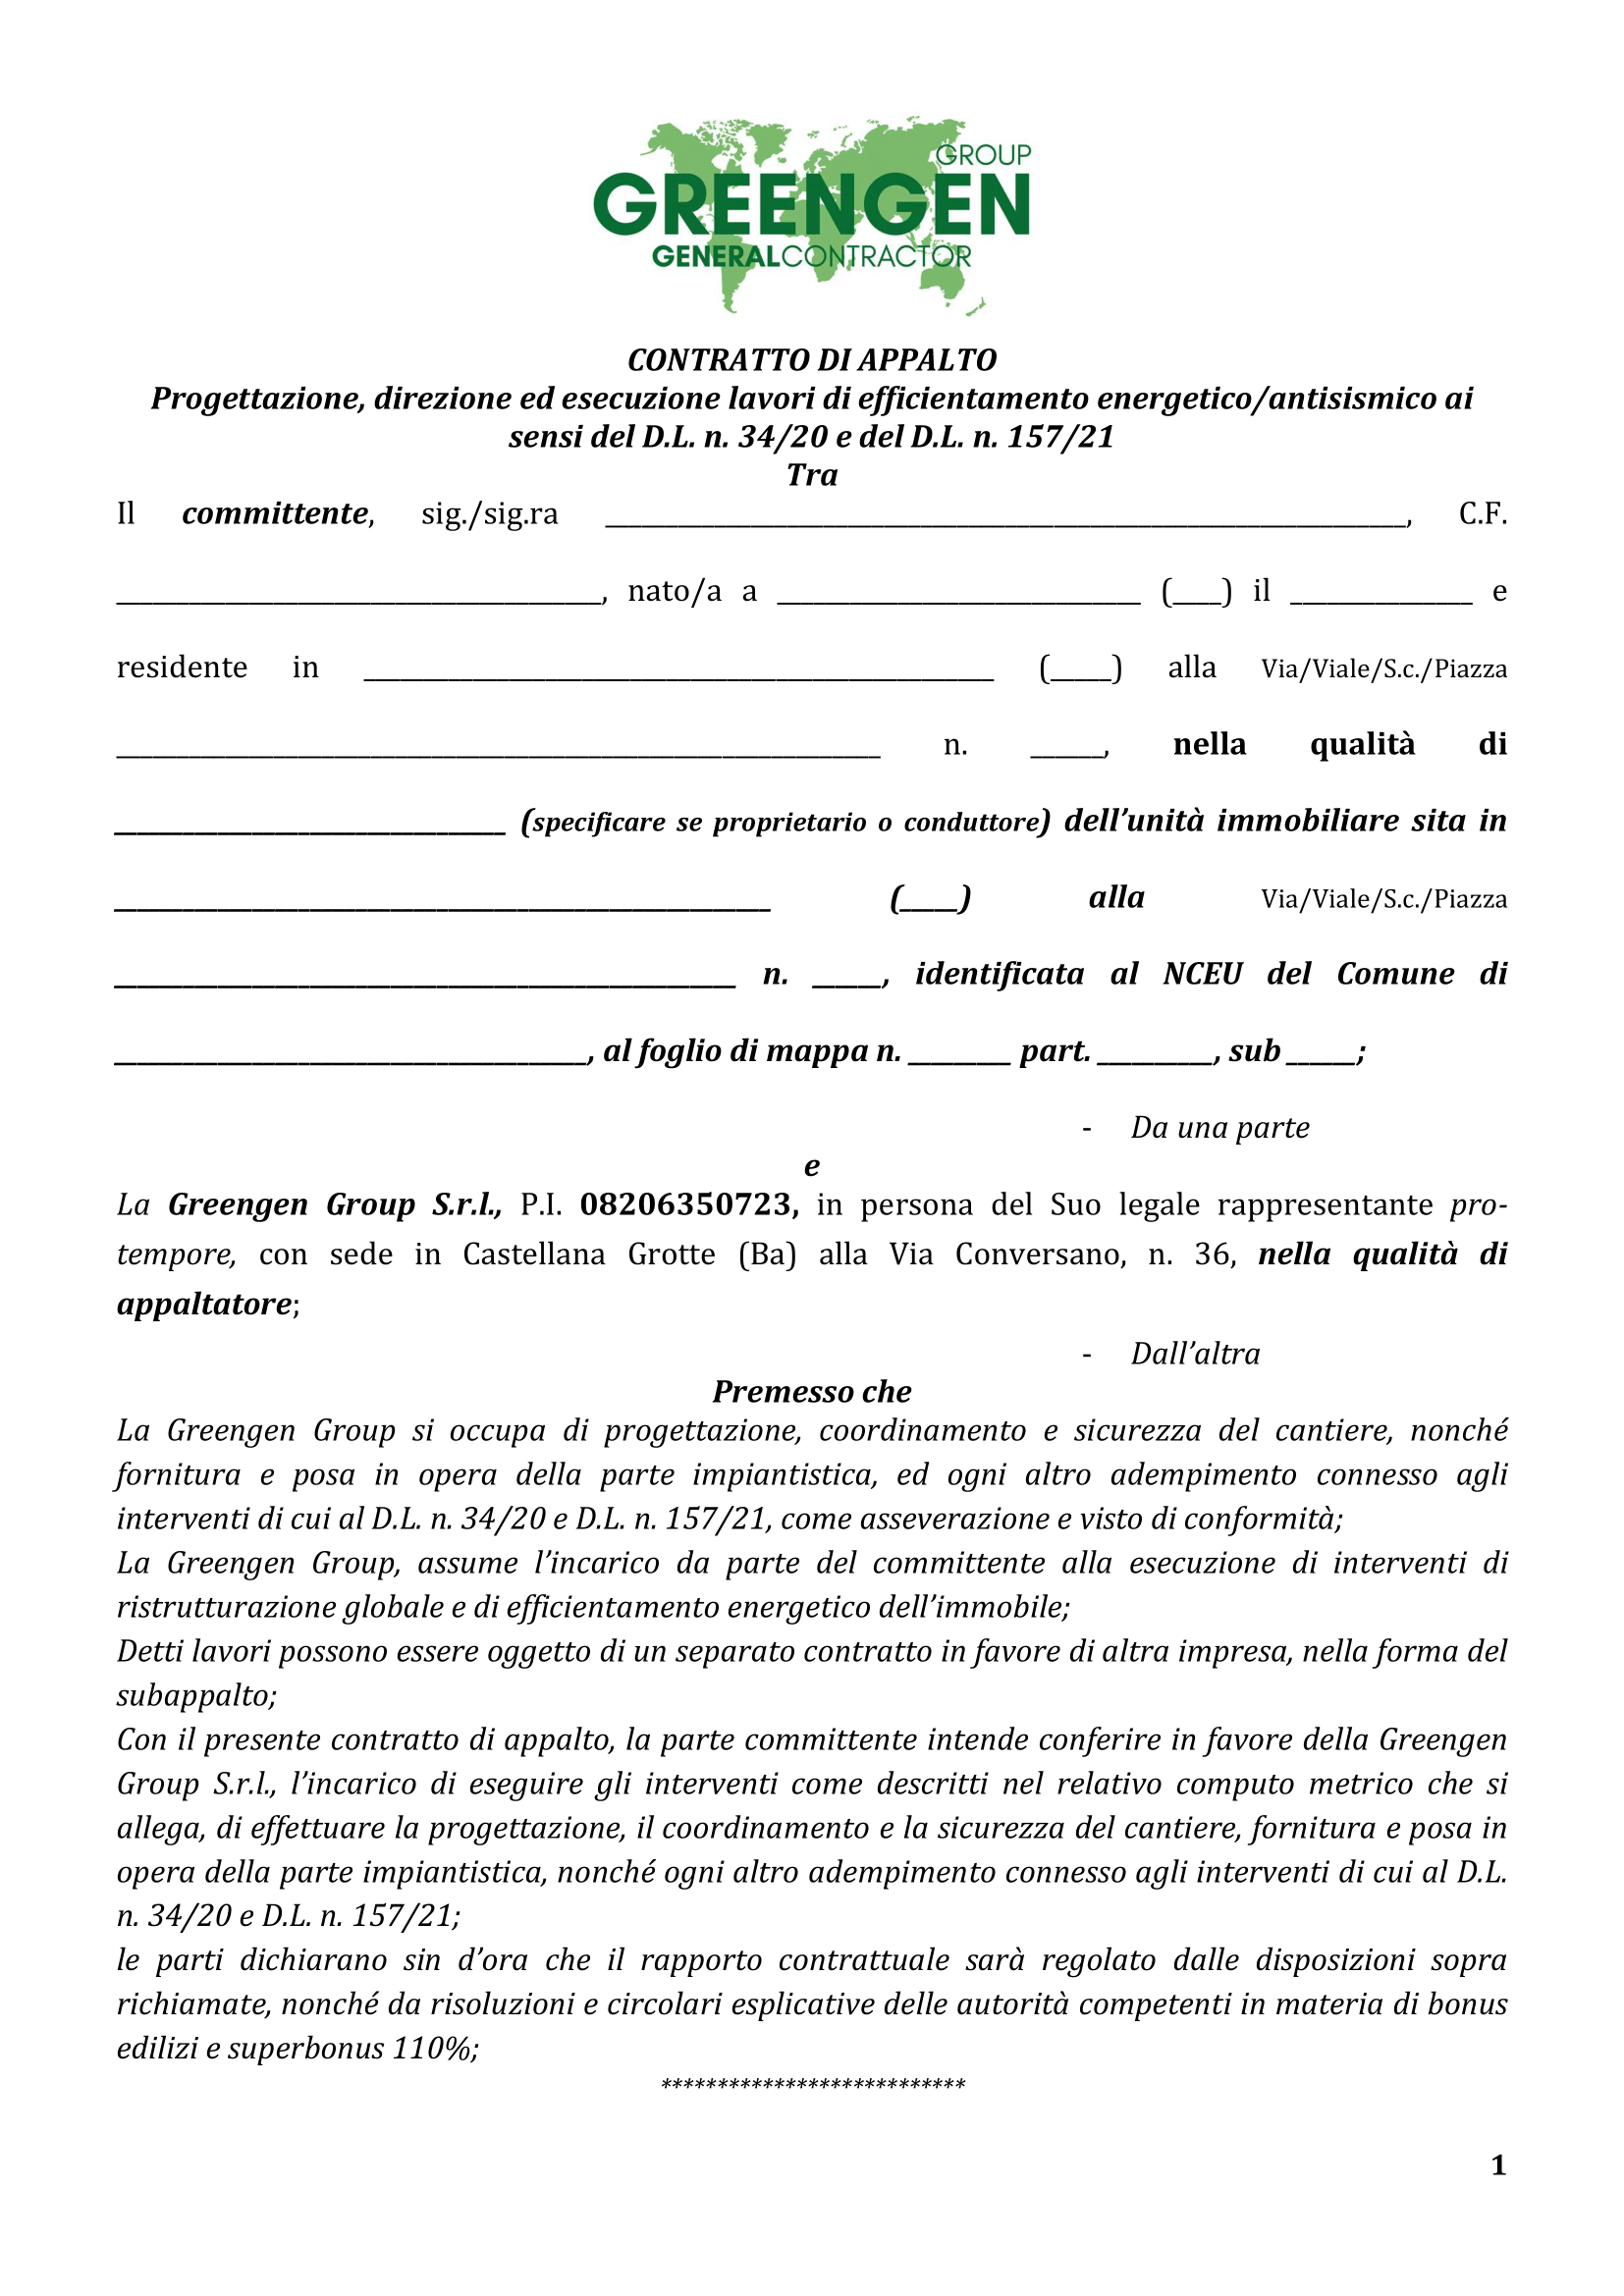 GROUP
GREENGEN
GENERALCONTRACTOR
CONTRATTO DI APPALTO
Progettazione, direzione ed esecuzione lavori di efficientamento energetico/antisismico ai
sensi del D.L. n. 34/20 e del D.L. n. 157/21
Tra
Il committente, sig./sig.ra __________________________________________________________________, C.F.
________________________________________, nato/a a ______________________________ (____) il _______________ e
residente in ____________________________________________________ (_____) alla Via/Viale/S.c./Piazza
_______________________________________________________________ n. ______, nella qualità di
__________________________________ (specificare se proprietario o conduttore) dell’unità immobiliare sita in
_________________________________________________________ (_____) alla Via/Viale/S.c./Piazza
______________________________________________________ n. ______, identificata al NCEU del Comune di
_________________________________________, al foglio di mappa n. _________ part. __________, sub ______;
- Da una parte
e
La Greengen Group S.r.l., P.I. 08206350723, in persona del Suo legale rappresentante pro-
tempore, con sede in Castellana Grotte (Ba) alla Via Conversano, n. 36, nella qualità di
appaltatore;
- Dall’altra
Premesso che
La Greengen Group si occupa di progettazione, coordinamento e sicurezza del cantiere, nonché
fornitura e posa in opera della parte impiantistica, ed ogni altro adempimento connesso agli
interventi di cui al D.L. n. 34/20 e D.L. n. 157/21, come asseverazione e visto di conformità;
La Greengen Group, assume l’incarico da parte del committente alla esecuzione di interventi di
ristrutturazione globale e di efficientamento energetico dell’immobile;
Detti lavori possono essere oggetto di un separato contratto in favore di altra impresa, nella forma del
subappalto;
Con il presente contratto di appalto, la parte committente intende conferire in favore della Greengen
Group S.r.l., l’incarico di eseguire gli interventi come descritti nel relativo computo metrico che si
allega, di effettuare la progettazione, il coordinamento e la sicurezza del cantiere, fornitura e posa in
opera della parte impiantistica, nonché ogni altro adempimento connesso agli interventi di cui al D.L.
n. 34/20 e D.L. n. 157/21;
le parti dichiarano sin d’ora che il rapporto contrattuale sarà regolato dalle disposizioni sopra
richiamate, nonché da risoluzioni e circolari esplicative delle autorità competenti in materia di bonus
edilizi e superbonus 110%;
****************************
1